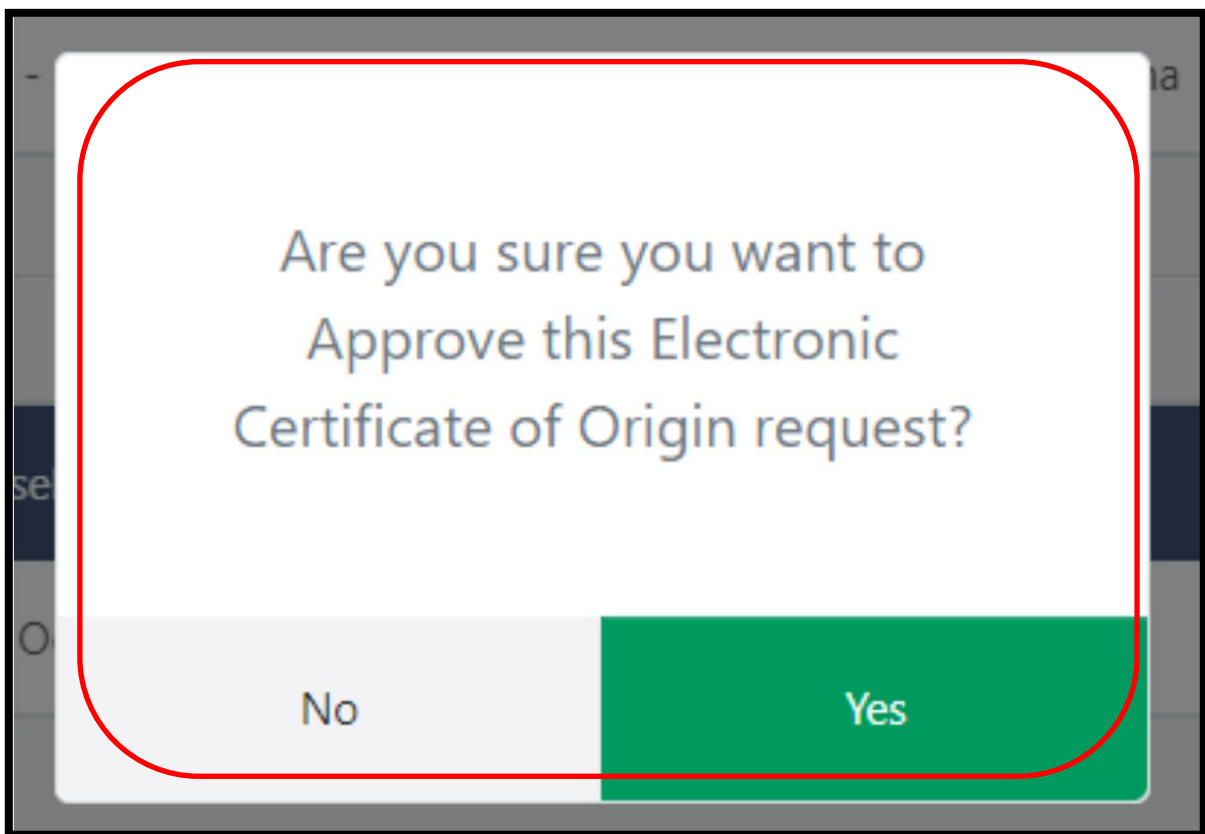 Are you sure you want to
Approve this Electronic
Certificate of Origin request?
No
Yes